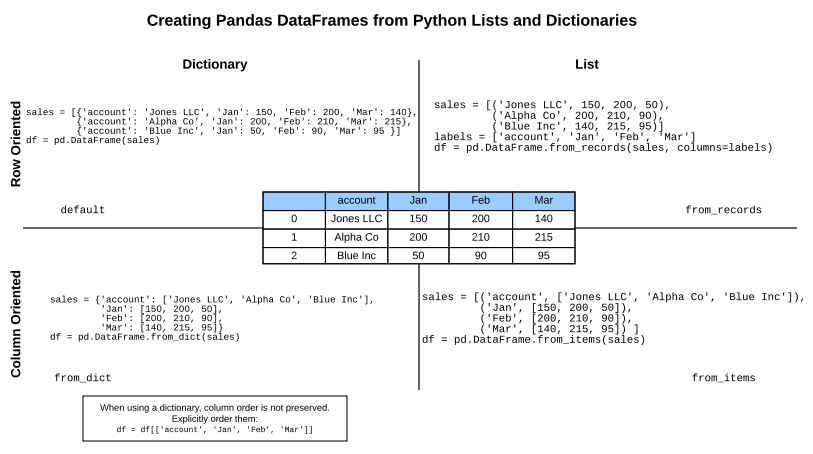 Creating Pandas DataFrames from Python Lists and Dictionaries
Dictionary
List
Row Oriented
sales = [{'account': 'Jones LLC', 'Jan': 150, 'Feb': 200, 'Mar': 140},
{'account': 'Alpha Co', 'Jan': 200, 'Feb': 210, 'Mar': 215},
{'account': 'Blue Inc', 'Jan': 50, 'Feb': 90, 'Mar': 95 }]
df = pd.DataFrame(sales)
default
sales = [('Jones LLC', 150, 200, 50),
('Alpha Co', 200, 210, 90),
('Blue Inc', 140, 215, 95)]
labels = ['account', 'Jan', 'Feb', 'Mar']
df = pd.DataFrame.from_records(sales, columns=labels)
from_records
account Jan Feb Mar
0 Jones LLC 150 200 140
1 Alpha Co 200 210 215
2 Blue Inc 50 90 95
Column Oriented
sales = {'account': ['Jones LLC', 'Alpha Co', 'Blue Inc'],
'Jan': [150, 200, 50],
'Feb': [200, 210, 90],
'Mar': [140, 215, 95]}
df = pd.DataFrame.from_dict(sales)
from_dict
sales = [('account', ['Jones LLC', 'Alpha Co', 'Blue Inc']),
('Jan', [150, 200, 50]),
('Feb', [200, 210, 90]),
('Mar', [140, 215, 95]) ]
df = pd.DataFrame.from_items(sales)
from_items
When using a dictionary, column order is not preserved.
Explicitly order them:
df = df[['account', 'Jan', 'Feb', 'Mar']]